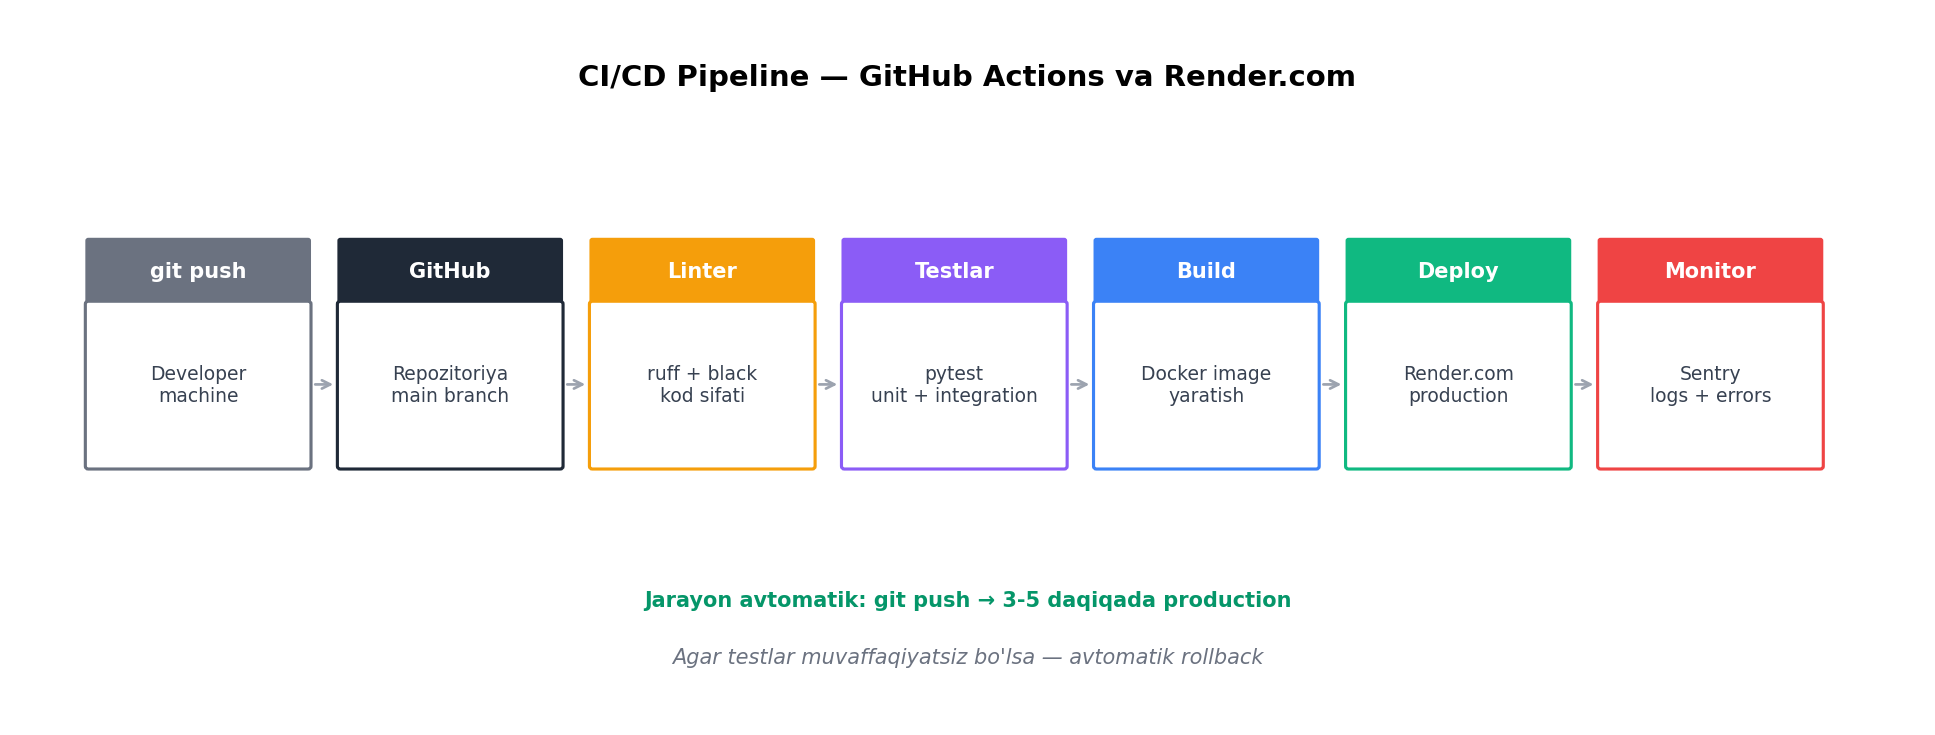 CI/CD Pipeline — GitHub Actions va Render.com
git push
Developer
machine
GitHub
Repozitoriya
main branch
Linter
ruff + black
kod sifati
Testlar
pytest
unit + integration
Build
Docker image
yaratish
Deploy
Render.com
production
Monitor
Sentry
logs + errors
Jarayon avtomatik: git push → 3-5 daqiqada production
Agar testlar muvaffaqiyatsiz bo'lsa — avtomatik rollback